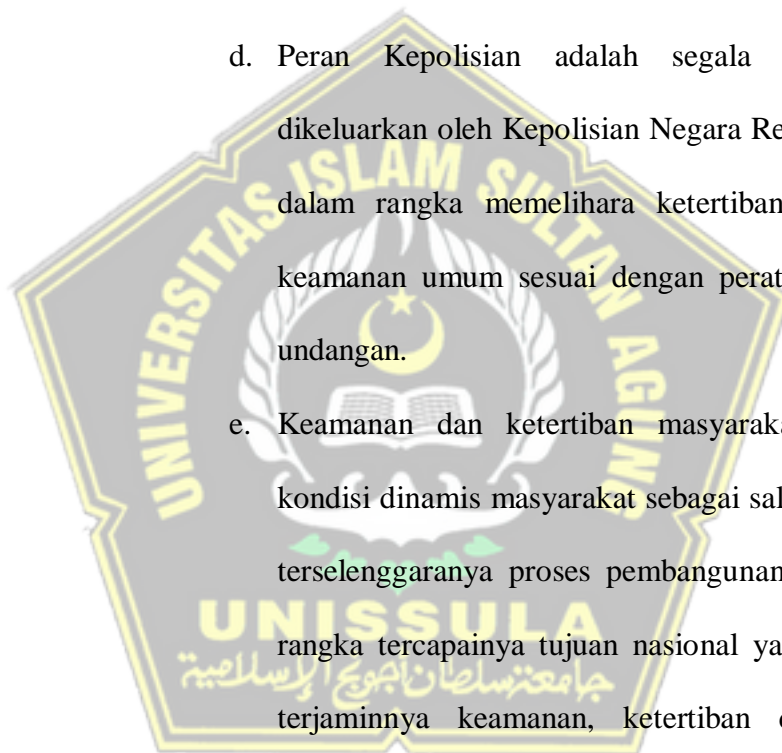 d. Peran Kepolisian adalah segala
dikeluarkan oleh Kepolisian Negara Re
dalam rangka memelihara ketertiban
keamanan umum sesuai dengan perat
undangan.
e. Keamanan dan ketertiban masyaraka
kondisi dinamis masyarakat sebagai sal
terselenggaranya proses pembangunan
rangka tercapainya tujuan nasional ya
terjaminnya keamanan, ketertiban
UNIVERSITAS ISLAM SULTAN AGUNG
UNISSULA
جامعتنسلطان أجونج الإسلامية